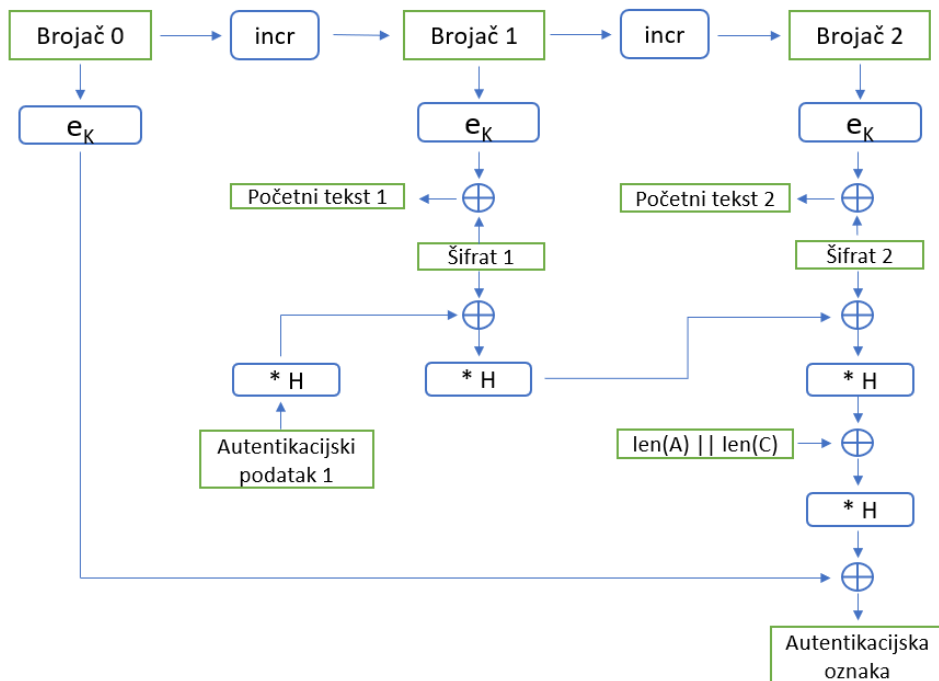 Brojač 0
incr
Brojač 1
incr
Brojač 2
eK
eK
eK
Početni tekst 1
Početni tekst 2
Šifrat 1
Šifrat 2
* H
* H
* H
Autentikacijski
podatak 1
len(A) || len(C)
* H
Autentikacijska
oznaka